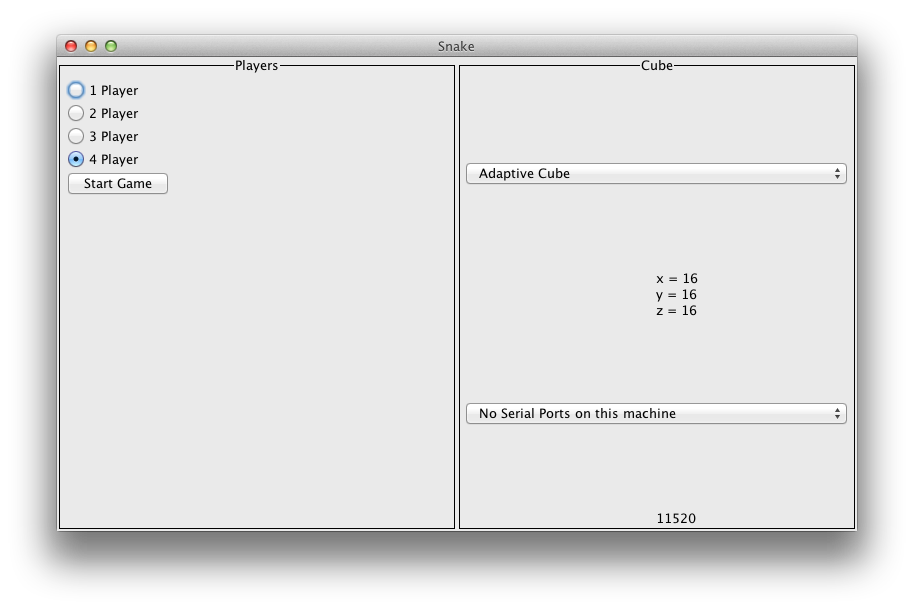 Snake
Players
1 Player
2 Player
3 Player
4 Player
Start Game
Cube
Adaptive Cube
x = 16
y = 16
z = 16
No Serial Ports on this machine
11520